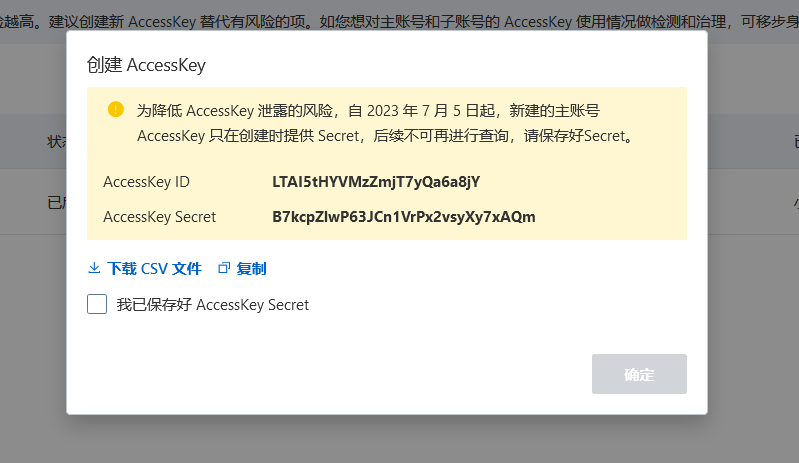 险越高。建议创建新 AccessKey 替代有风险的项。如您想对主账号和子账号的 AccessKey 使用情况做检测和治理，可移步身
创建 AccessKey
为降低 AccessKey 泄露的风险，自 2023 年 7 月 5 日起，新建的主账号
AccessKey 只在创建时提供 Secret，后续不可再进行查询，请保存好Secret。
状态
AccessKey ID LTAI5tHYVMzZmjT7yQa6a8jY
AccessKey Secret B7kcpZIwP63JCn1VrPx2vsyXy7xAQm
下载 CSV 文件 复制
我已保存好 AccessKey Secret
确定